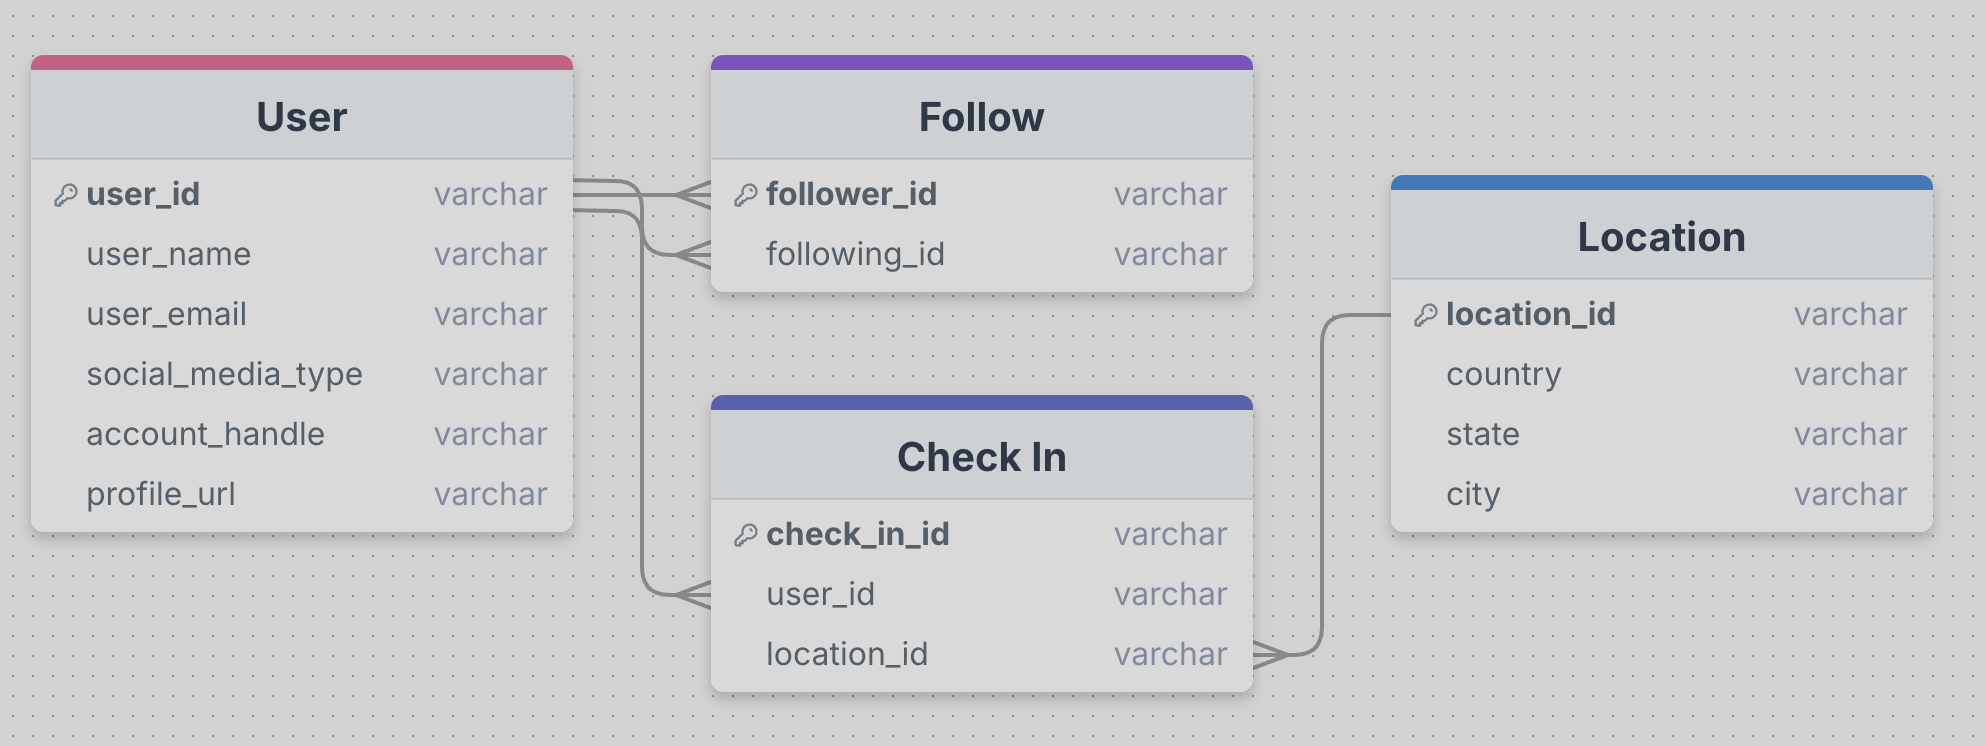 User
user_id varchar
user_name varchar
user_email varchar
social_media_type varchar
account_handle varchar
profile_url varchar
Follow
follower_id varchar
following_id varchar
Check In
check_in_id varchar
user_id varchar
location_id varchar
Location
location_id varchar
country varchar
state varchar
city varchar